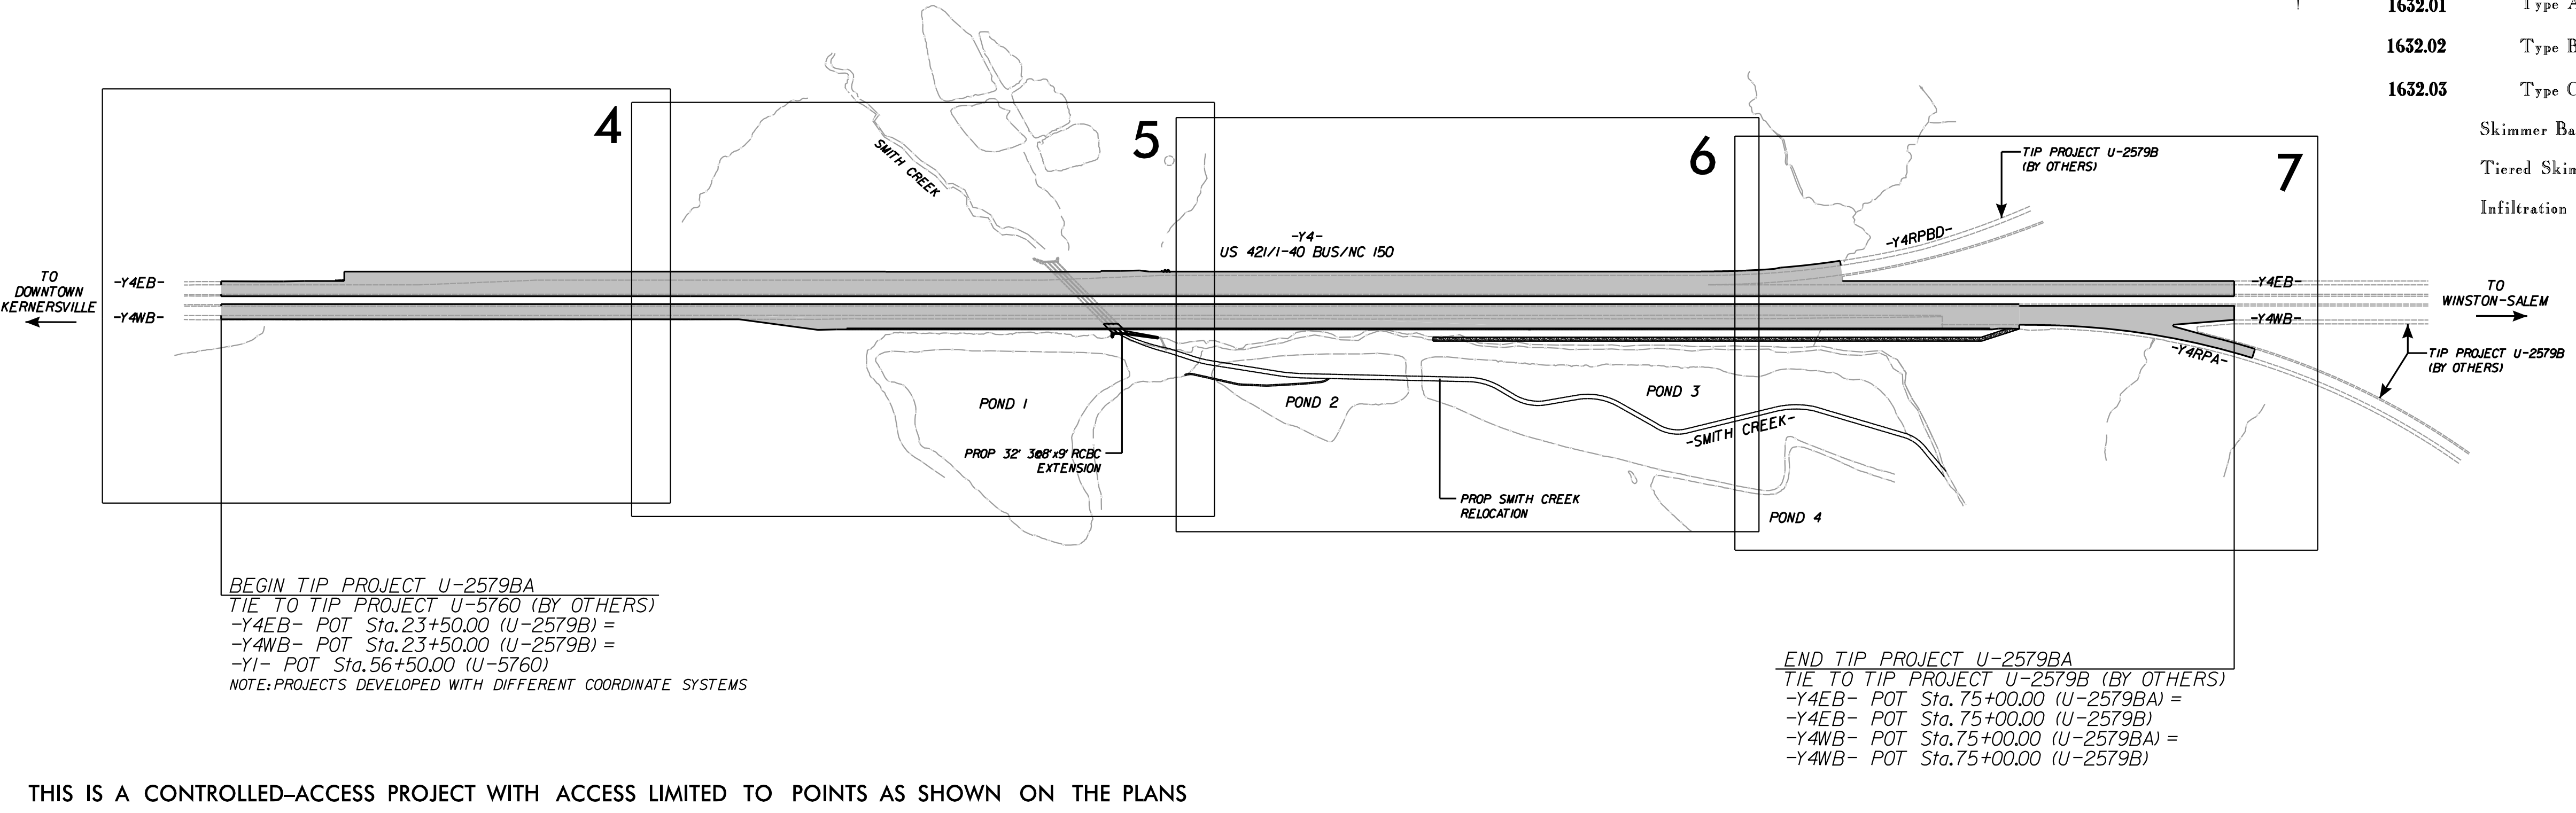 1632.01
Type
1632.02
Type B
1632.03
Type C
Skimmer
Tiered
Infiltration
4
5
6
7
SMITH CREEK
TIP PROJECT U-2579B
(BY OTHERS)
-Y4RPBD-
-Y4-
US 421/I-40 BUS/NC 150
TO
DOWNTOWN
KERNERSVILLE
-Y4EB-
-Y4WB-
-Y4EB-
-Y4WB-
TO
WINSTON-SALEM
-Y4RPA-
TIP PROJECT U-2579B
(BY OTHERS)
POND 1
POND 2
POND 3
-SMITH CREEK-
PROP 32' 3@8'x9' RCBC
EXTENSION
PROP SMITH CREEK
RELOCATION
POND 4
BEGIN TIP PROJECT U-2579BA
TIE TO TIP PROJECT U-5760 (BY OTHERS)
-Y4EB- POT Sta.23+50.00 (U-2579B) =
-Y4WB- POT Sta.23+50.00 (U-2579B) =
-Y1- POT Sta.56+50.00 (U-5760)
NOTE: PROJECTS DEVELOPED WITH DIFFERENT COORDINATE SYSTEMS
END TIP PROJECT U-2579BA
TIE TO TIP PROJECT U-2579B (BY OTHERS)
-Y4EB- POT Sta.75+00.00 (U-2579BA) =
-Y4EB- POT Sta.75+00.00 (U-2579B)
-Y4WB- POT Sta.75+00.00 (U-2579BA) =
-Y4WB- POT Sta.75+00.00 (U-2579B)
THIS IS A CONTROLLED–ACCESS PROJECT WITH ACCESS LIMITED TO POINTS AS SHOWN ON THE PLANS